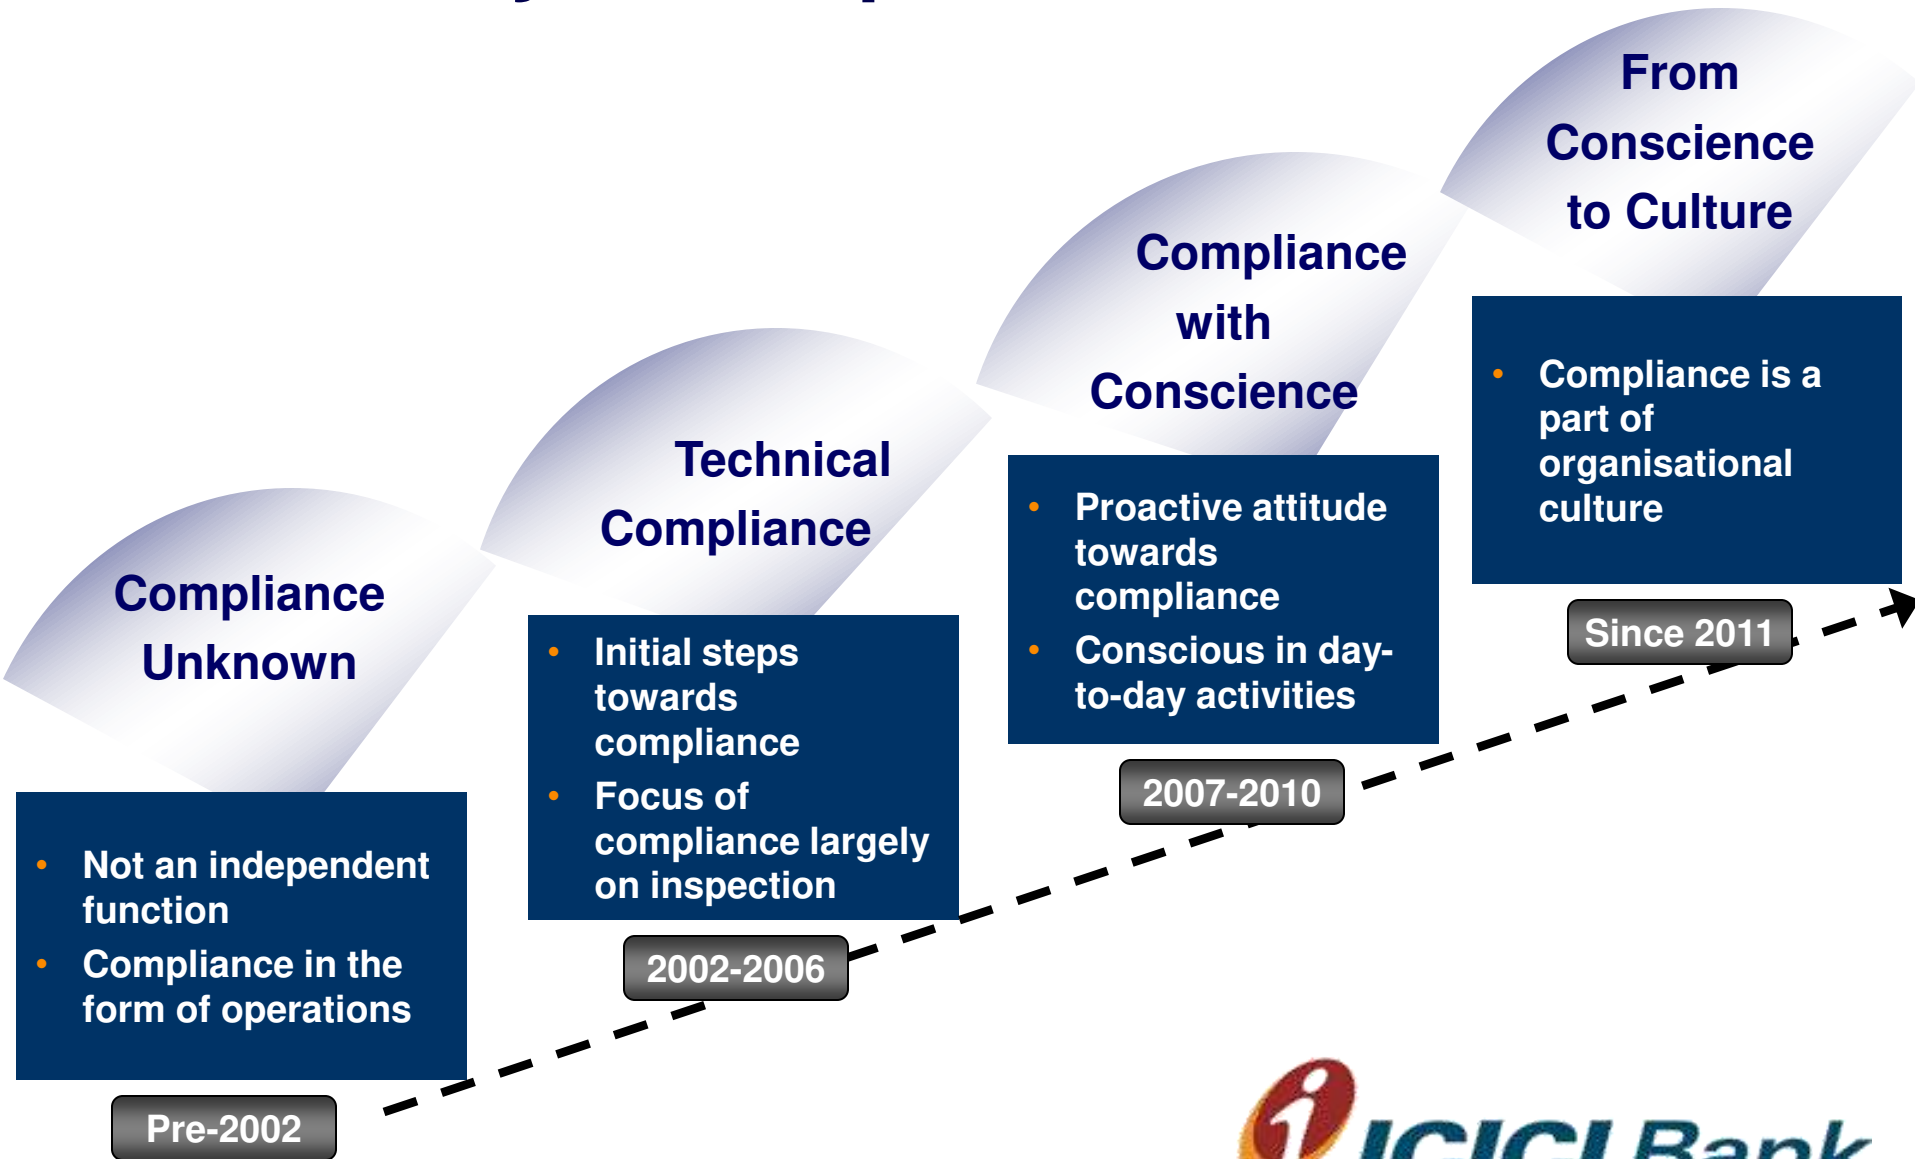 Compliance
Unknown
• Not an independent
function
• Compliance in the
form of operations
Pre-2002
Technical
Compliance
• Initial steps
towards
compliance
• Focus of
compliance largely
on inspection
2002-2006
Compliance
with
Conscience
• Proactive attitude
towards
compliance
• Conscious in day-
to-day activities
2007-2010
From
Conscience
to Culture
• Compliance is a
part of
organisational
culture
Since 2011
ICICI Bank